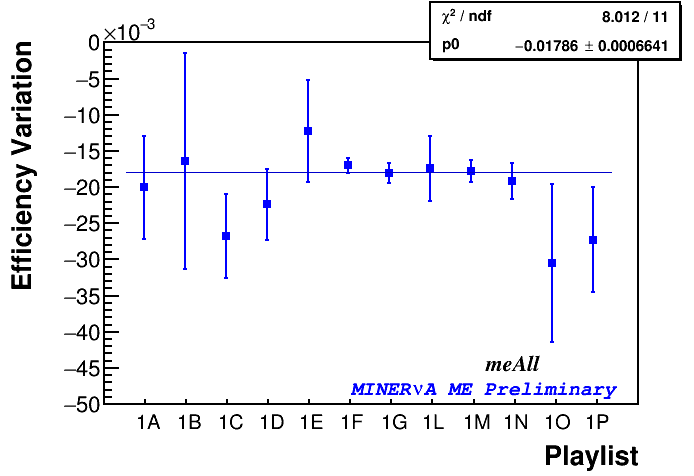 ×10⁻³
χ² / ndf 8.012 / 11
p0 −0.01786 ± 0.0006641
Efficiency Variation
0
−5
−10
−15
−20
−25
−30
−35
−40
−45
−50
meAll
MINERνA ME Preliminary
1A 1B 1C 1D 1E 1F 1G 1L 1M 1N 1O 1P
Playlist